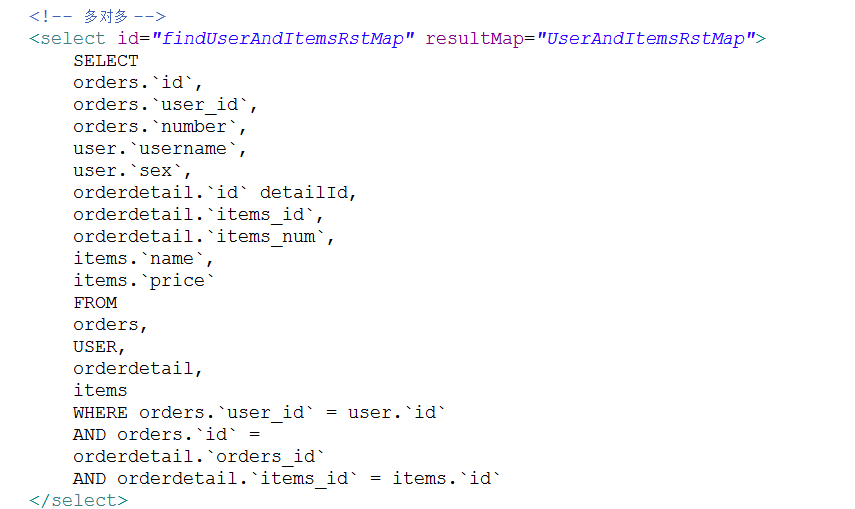 <!-- 多对多 -->
<select id="findUserAndItemsRstMap" resultMap="UserAndItemsRstMap">
SELECT
orders.`id`,
orders.`user_id`,
orders.`number`,
user.`username`,
user.`sex`,
orderdetail.`id` detailId,
orderdetail.`items_id`,
orderdetail.`items_num`,
items.`name`,
items.`price`
FROM
orders,
USER,
orderdetail,
items
WHERE orders.`user_id` = user.`id`
AND orders.`id` =
orderdetail.`orders_id`
AND orderdetail.`items_id` = items.`id`
</select>